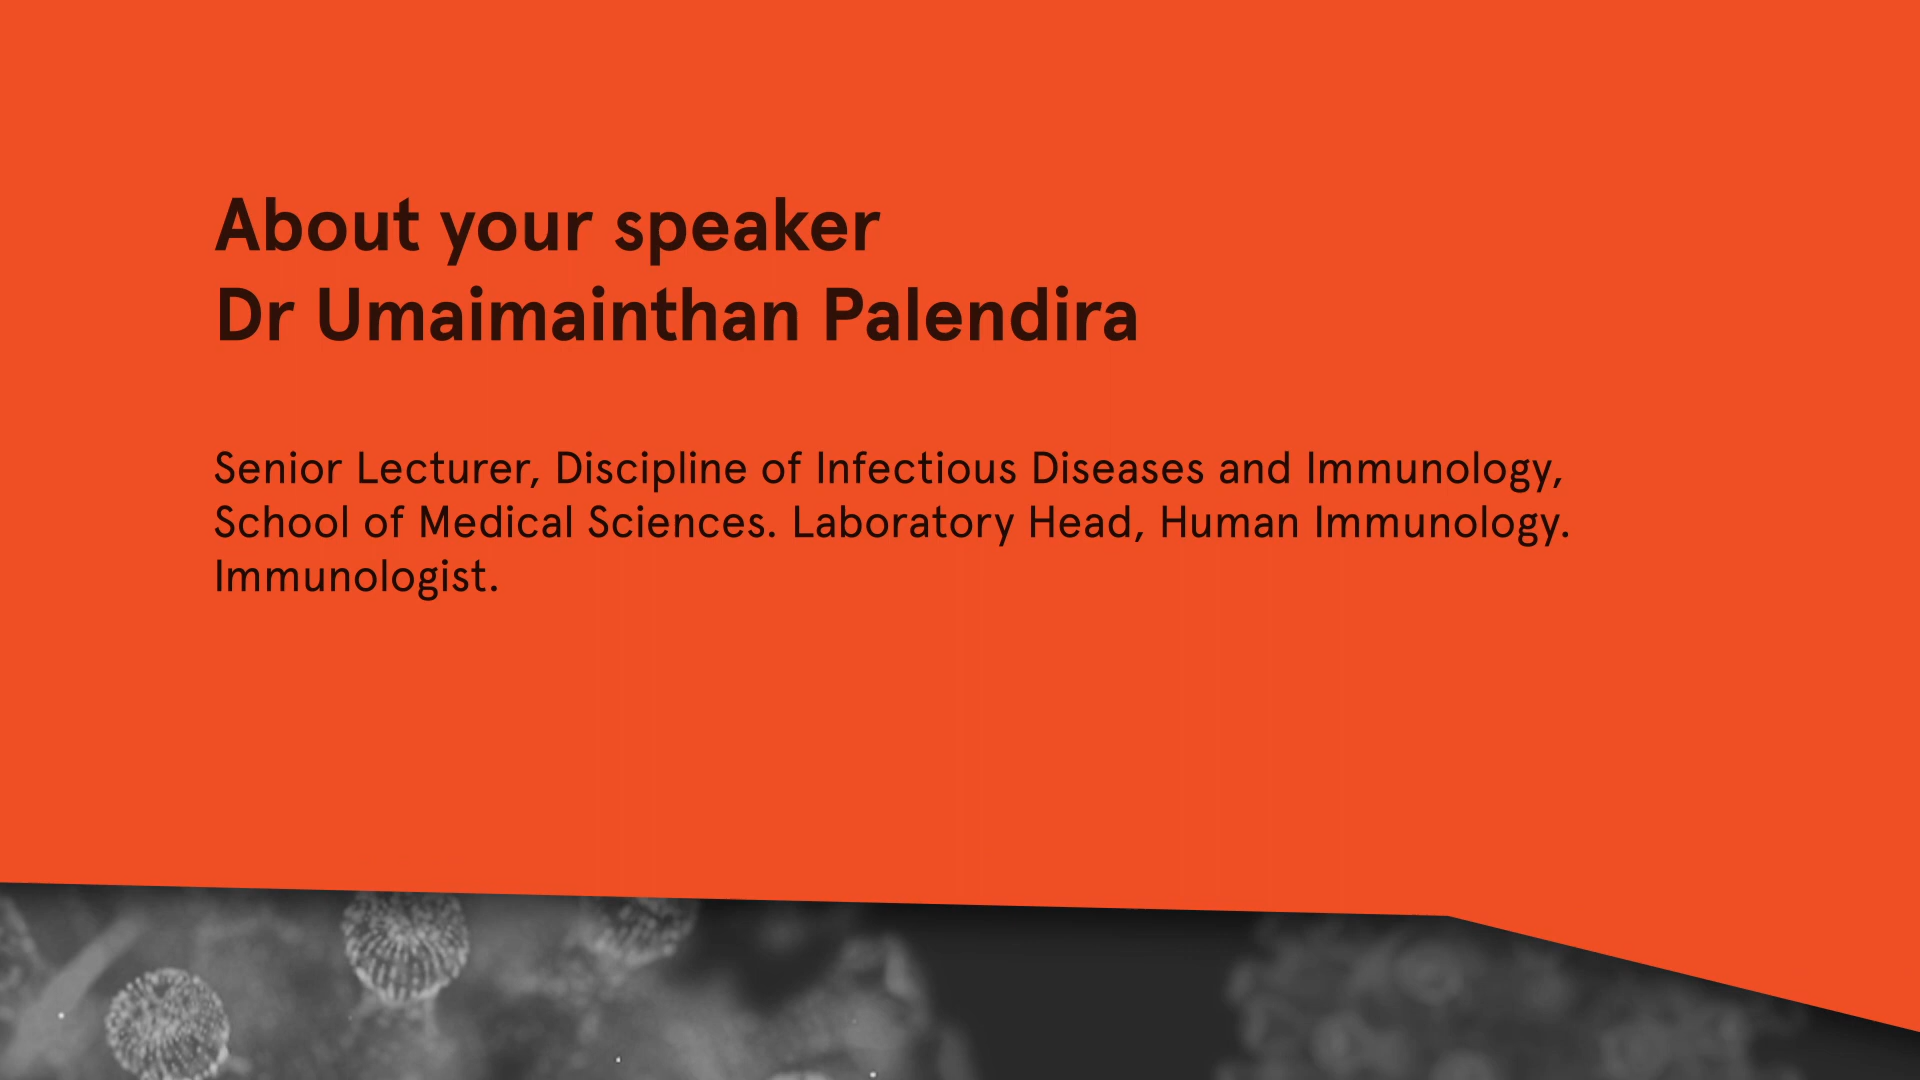 About your speaker
Dr Umaimainthan Palendira
Senior Lecturer, Discipline of Infectious Diseases and Immunology,
School of Medical Sciences. Laboratory Head, Human Immunology.
Immunologist.